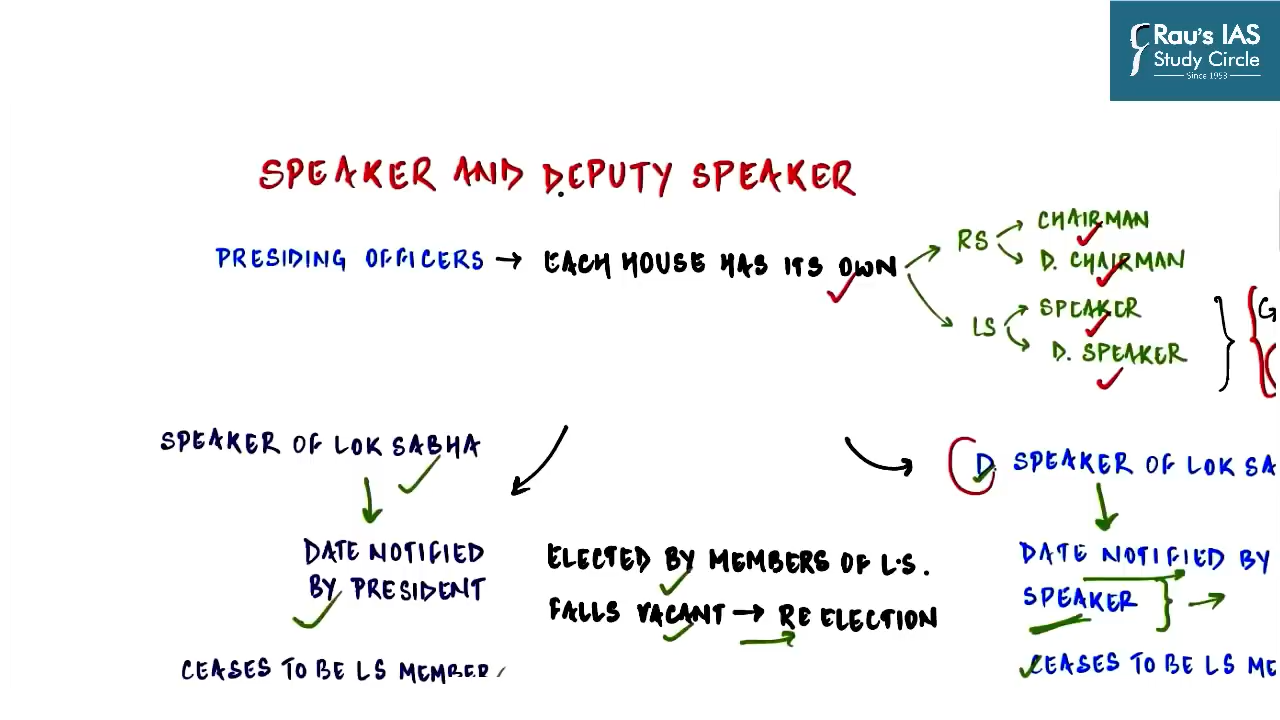 Rau's IAS
Study Circle
Since 1953
SPEAKER AND DEPUTY SPEAKER
PRESIDING OFFICERS → EACH HOUSE HAS ITS OWN
RS
CHAIRMAN
D. CHAIRMAN
LS
SPEAKER
D. SPEAKER
SPEAKER OF LOK SABHA
DATE NOTIFIED
BY PRESIDENT
CEASES TO BE LS MEMBER
ELECTED BY MEMBERS OF L.S.
FALLS VACANT → RE ELECTION
D. SPEAKER OF LOK SA
DATE NOTIFIED BY
SPEAKER
CEASES TO BE LS ME